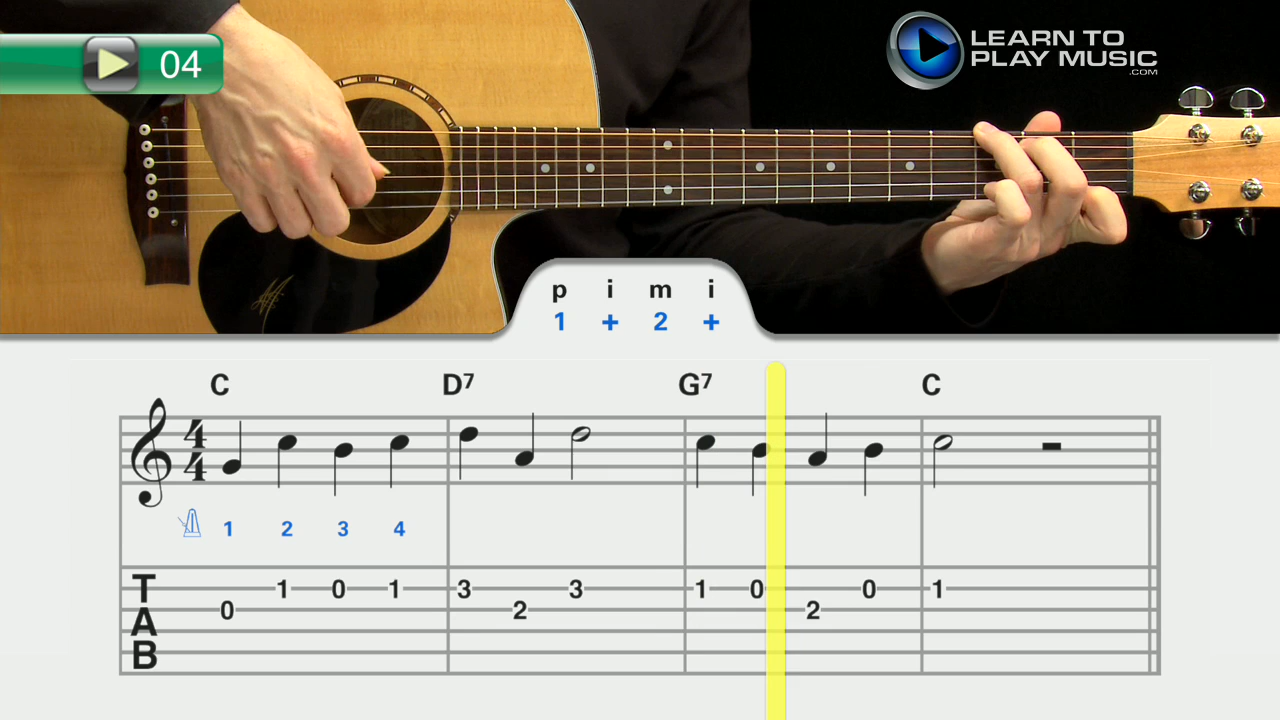 04
LEARN TO
PLAY MUSIC
.COM
p i m i
1 + 2 +
C D7 G7 C
4
4
1 2 3 4
T
A
B
1 0 1 3 3 1 0 0 1
0 2 2